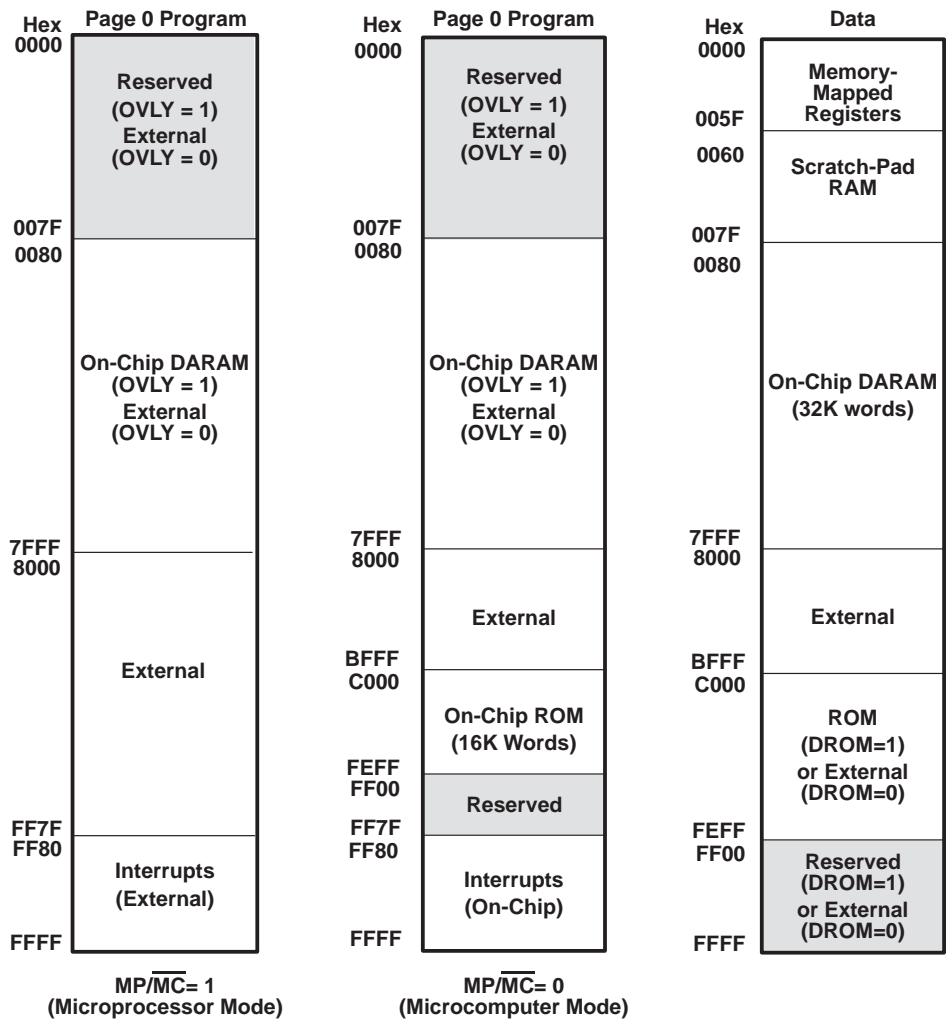 Hex
Page 0 Program
0000
Reserved
(OVLY = 1)
External
(OVLY = 0)
007F
0080
On-Chip DARAM
(OVLY = 1)
External
(OVLY = 0)
7FFF
8000
External
FF7F
FF80
Interrupts
(External)
FFFF
MP/M̅C̅= 1
(Microprocessor Mode)
Hex
Page 0 Program
0000
Reserved
(OVLY = 1)
External
(OVLY = 0)
007F
0080
On-Chip DARAM
(OVLY = 1)
External
(OVLY = 0)
7FFF
8000
External
BFFF
C000
On-Chip ROM
(16K Words)
FEFF
FF00
Reserved
FF7F
FF80
Interrupts
(On-Chip)
FFFF
MP/M̅C̅= 0
(Microcomputer Mode)
Hex
Data
0000
Memory-
Mapped
Registers
005F
0060
Scratch-Pad
RAM
007F
0080
On-Chip DARAM
(32K words)
7FFF
8000
External
BFFF
C000
ROM
(DROM=1)
or External
(DROM=0)
FEFF
FF00
Reserved
(DROM=1)
or External
(DROM=0)
FFFF